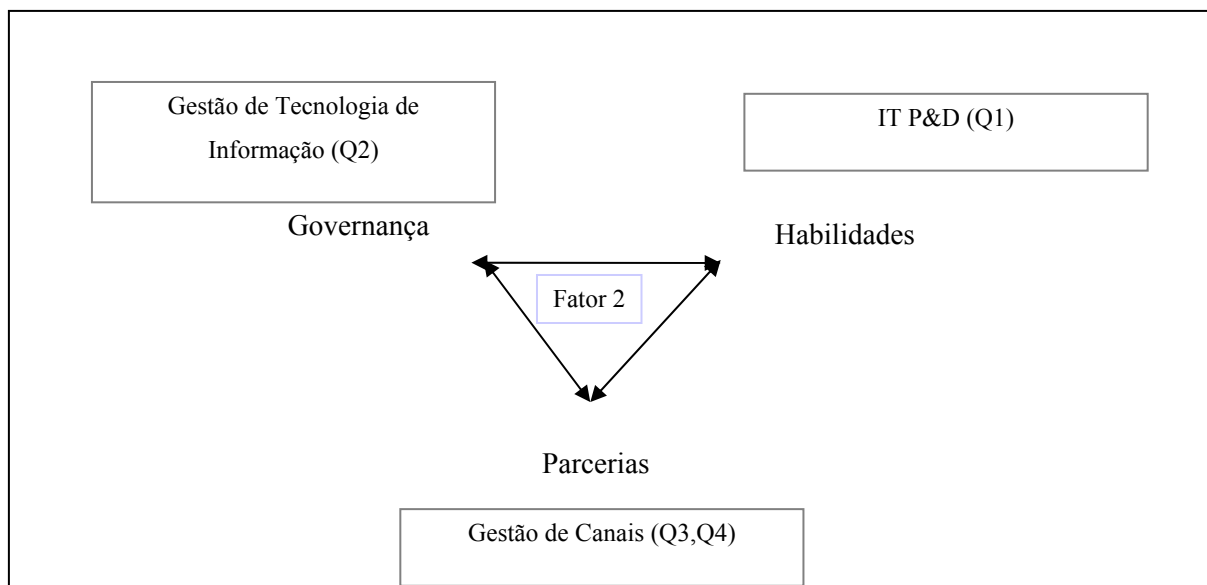 Gestão de Tecnologia de
Informação (Q2)
IT P&D (Q1)
Governança
Habilidades
Fator 2
Parcerias
Gestão de Canais (Q3,Q4)